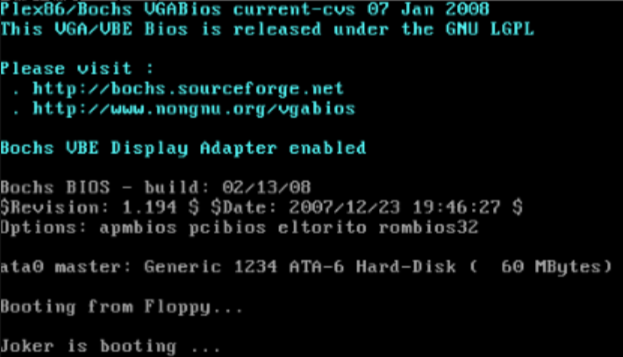 Plex86/Bochs VGABios current-cvs 07 Jan 2008
This VGA/VBE Bios is released under the GNU LGPL
Please visit :
. http://bochs.sourceforge.net
. http://www.nongnu.org/vgabios
Bochs VBE Display Adapter enabled
Bochs BIOS - build: 02/13/08
$Revision: 1.194 $ $Date: 2007/12/23 19:46:27 $
Options: apmbios pcibios eltorito rombios32
ata0 master: Generic 1234 ATA-6 Hard-Disk ( 60 MBytes)
Booting from Floppy...
Joker is booting ...